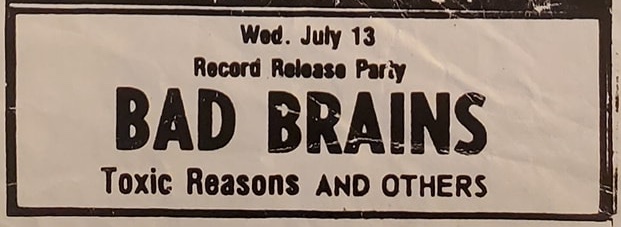 Wed. July 13
Record Release Party
BAD BRAINS
Toxic Reasons AND OTHERS